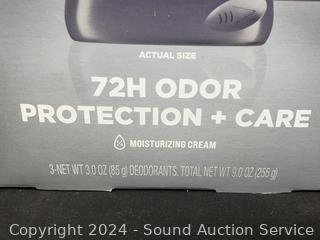 ACTUAL SIZE
72H ODOR
PROTECTION + CARE
MOISTURIZING CREAM
3-NET WT 3.0 OZ (85 g) DEODORANTS. TOTAL NET WT 9.0 OZ (255 g)
Copyright 2024 - Sound Auction Service